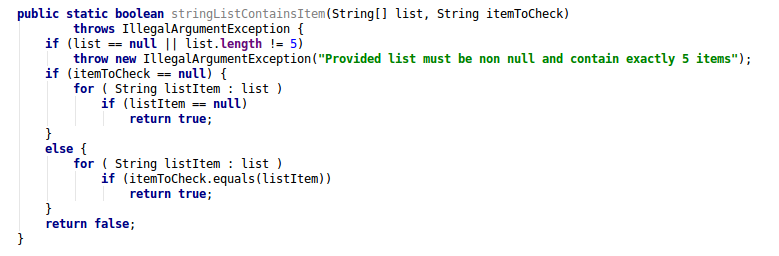 public static boolean stringListContainsItem(String[] list, String itemToCheck)
        throws IllegalArgumentException {
    if (list == null || list.length != 5)
        throw new IllegalArgumentException("Provided list must be non null and contain exactly 5 items");
    if (itemToCheck == null) {
        for ( String listItem : list )
            if (listItem == null)
                return true;
    }
    else {
        for ( String listItem : list )
            if (itemToCheck.equals(listItem))
                return true;
    }
    return false;
}